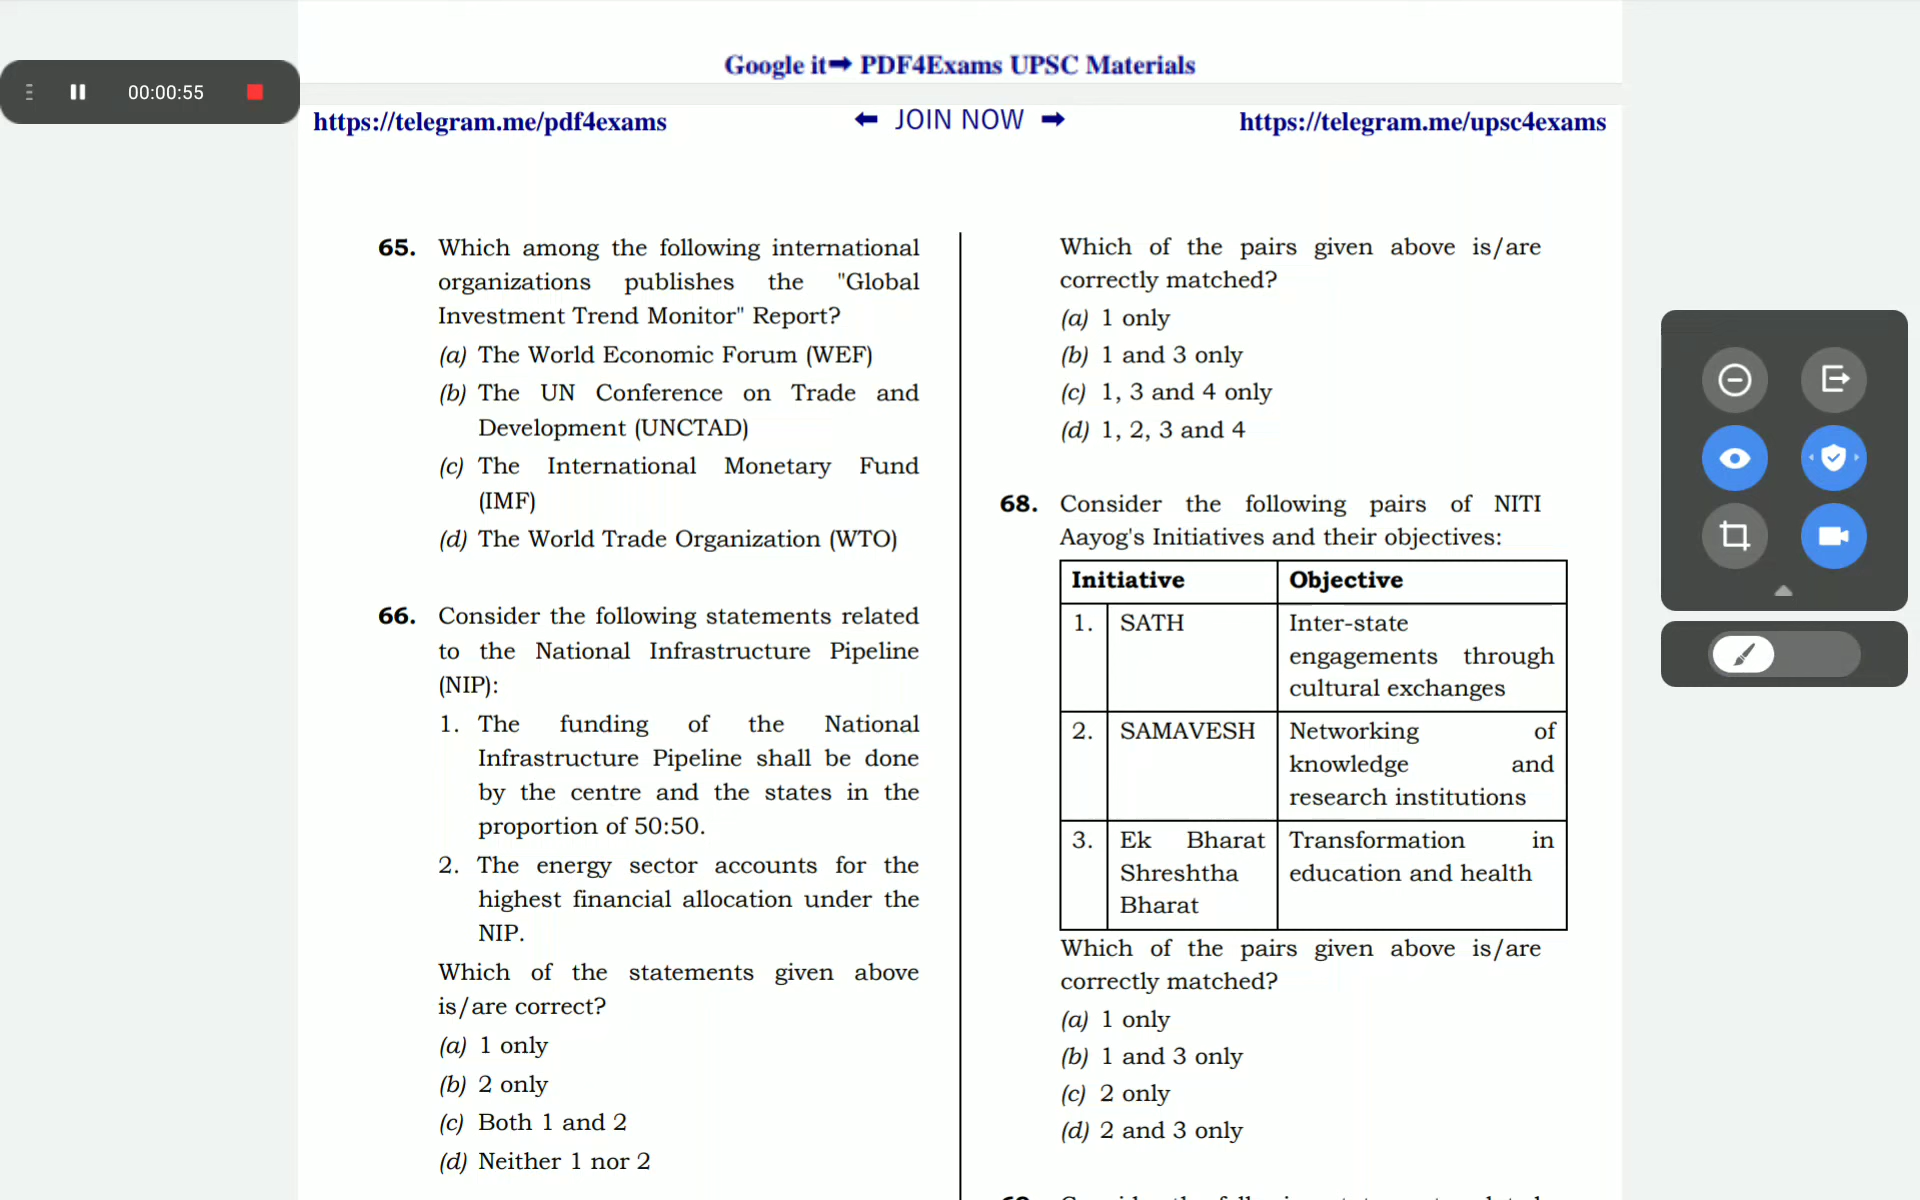 Google it➡ PDF4Exams UPSC Materials
00:00:55
https://telegram.me/pdf4exams
⬅ JOIN NOW ➡
https://telegram.me/upsc4exams
65. Which among the following international
organizations publishes the "Global
Investment Trend Monitor" Report?
(a) The World Economic Forum (WEF)
(b) The UN Conference on Trade and
Development (UNCTAD)
(c) The International Monetary Fund
(IMF)
(d) The World Trade Organization (WTO)
66. Consider the following statements related
to the National Infrastructure Pipeline
(NIP):
1. The funding of the National
Infrastructure Pipeline shall be done
by the centre and the states in the
proportion of 50:50.
2. The energy sector accounts for the
highest financial allocation under the
NIP.
Which of the statements given above
is/are correct?
(a) 1 only
(b) 2 only
(c) Both 1 and 2
(d) Neither 1 nor 2
Which of the pairs given above is/are
correctly matched?
(a) 1 only
(b) 1 and 3 only
(c) 1, 3 and 4 only
(d) 1, 2, 3 and 4
68. Consider the following pairs of NITI
Aayog's Initiatives and their objectives:
Initiative Objective
1. SATH Inter-state
engagements through
cultural exchanges
2. SAMAVESH Networking of
knowledge and
research institutions
3. Ek Bharat Transformation in
Shreshtha education and health
Bharat
Which of the pairs given above is/are
correctly matched?
(a) 1 only
(b) 1 and 3 only
(c) 2 only
(d) 2 and 3 only